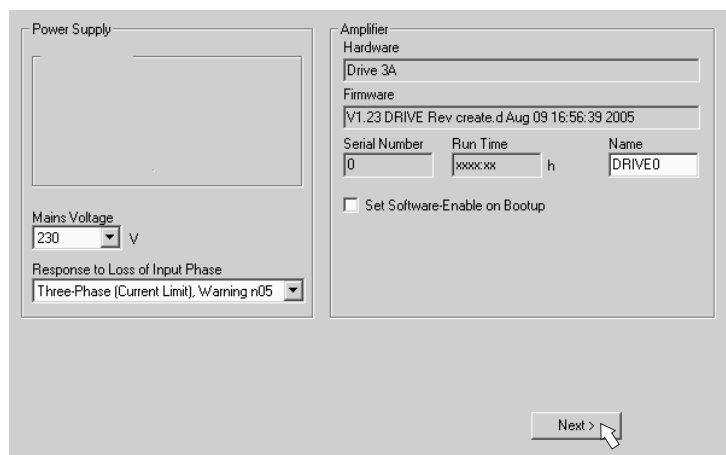 Power Supply
Mains Voltage
230 V
Response to Loss of Input Phase
Three-Phase (Current Limit), Warning n05
Amplifier
Hardware
Drive 3A
Firmware
V1.23 DRIVE Rev create.d Aug 09 16:56:39 2005
Serial Number Run Time Name
0 xxxx:xx h DRIVE0
Set Software-Enable on Bootup
Next >